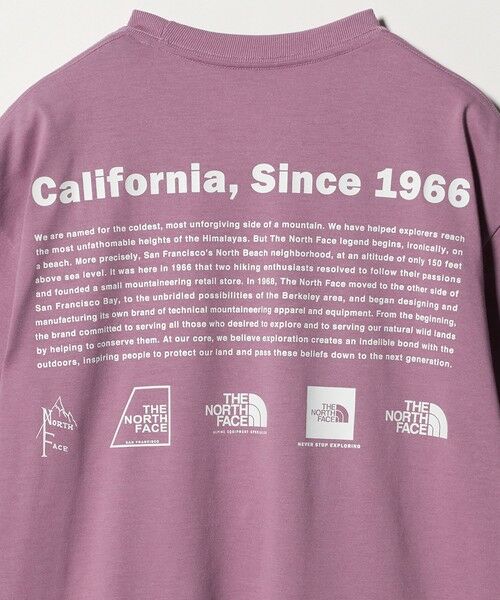 California, Since 1966
We are named for the coldest, most unforgiving side of a mountain. We have helped explorers reach
the most unfathomable heights of the Himalayas. But The North Face legend begins, ironically, on
a beach. More precisely, San Francisco's North Beach neighborhood, at an altitude of only 150 feet
above sea level. It was here in 1966 that two hiking enthusiasts resolved to follow their passions
and founded a small mountaineering retail store. In 1968, The North Face moved to the other side of
San Francisco Bay, to the unbridled possibilities of the Berkeley area, and began designing and
manufacturing its own brand of technical mountaineering apparel and equipment. From the beginning,
the brand committed to serving all those who desired to explore and to serving our natural wild lands
by helping to conserve them. At our core, we believe exploration creates an indelible bond with the
outdoors, inspiring people to protect our land and pass these beliefs down to the next generation.
NORTH
FACE
THE
NORTH
FACE
SAN FRANCISCO
THE
NORTH
FACE
ALPINE EQUIPMENT
THE
NORTH
FACE
NEVER STOP EXPLORING
THE
NORTH
FACE